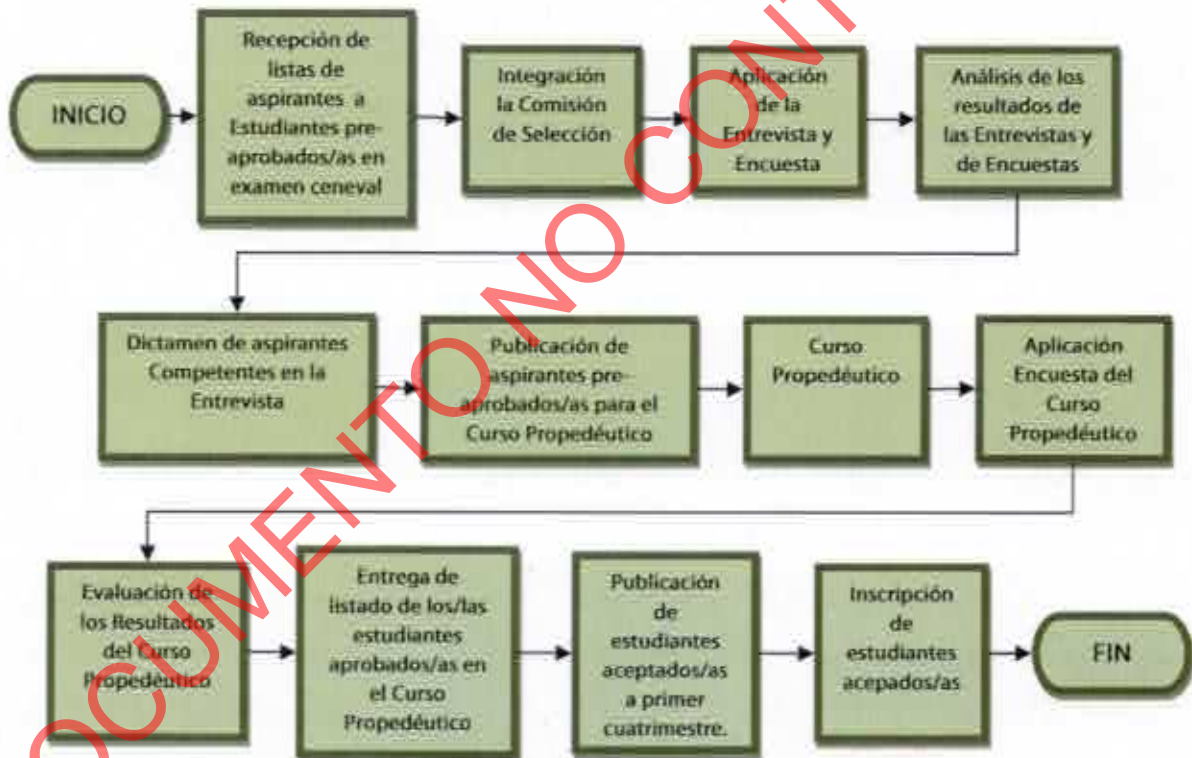 INICIO
Recepción de
listas de
aspirantes a
Estudiantes pre-
aprobados/as en
examen ceneval
Integración
la Comisión
de Selección
Aplicación
de la
Entrevista y
Encuesta
Análisis de los
resultados de
las Entrevistas y
de Encuestas
Dictamen de aspirantes
Competentes en la
Entrevista
Publicación de
aspirantes pre-
aprobados/as para el
Curso Propedéutico
Curso
Propedéutico
Aplicación
Encuesta del
Curso
Propedéutico
Evaluación de
los Resultados
del Curso
Propedéutico
Entrega de
listado de los/las
estudiantes
aprobados/as en
el Curso
Propedéutico
Publicación
de
estudiantes
aceptados/as
a primer
cuatrimestre.
Inscripción
de
estudiantes
acepados/as
FIN
OCUMENTO NO CONT